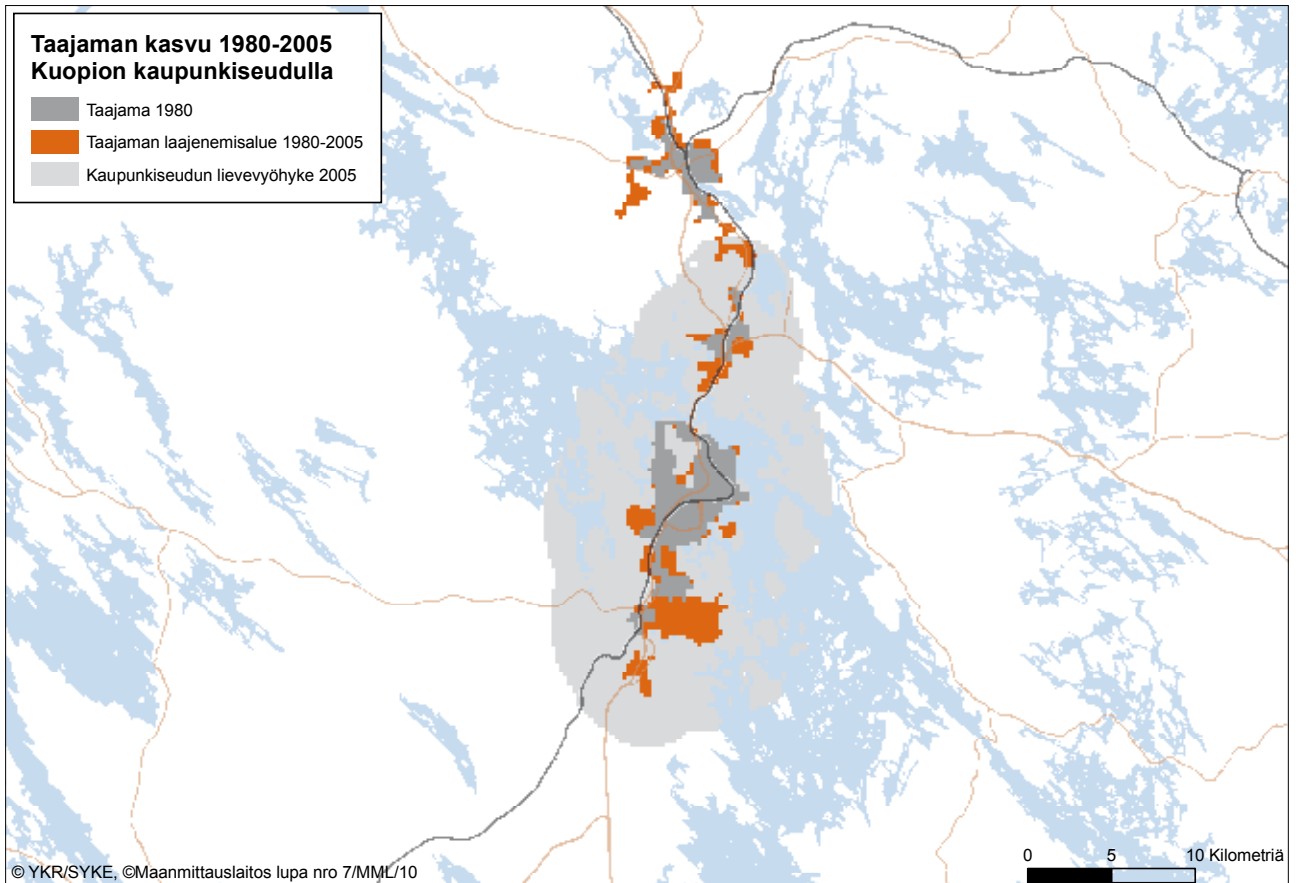 Taajaman kasvu 1980-2005
Kuopion kaupunkiseudulla
Taajama 1980
Taajaman laajenemisalue 1980-2005
Kaupunkiseudun lievevyöhyke 2005
© YKR/SYKE, ©Maanmittauslaitos lupa nro 7/MML/10
0 5 10 Kilometriä